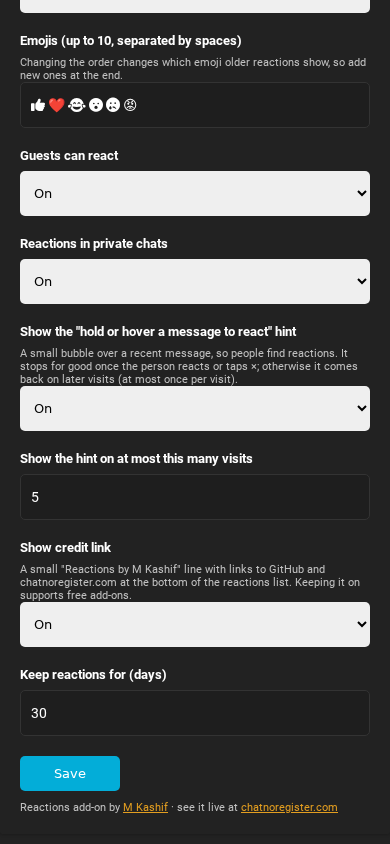 Emojis (up to 10, separated by spaces)
Changing the order changes which emoji older reactions show, so add
new ones at the end.
👍 ❤️ 😂 😮 😢 😡
Guests can react
On
Reactions in private chats
On
Show the "hold or hover a message to react" hint
A small bubble over a recent message, so people find reactions. It
stops for good once the person reacts or taps ×; otherwise it comes
back on later visits (at most once per visit).
On
Show the hint on at most this many visits
5
Show credit link
A small "Reactions by M Kashif" line with links to GitHub and
chatnoregister.com at the bottom of the reactions list. Keeping it on
supports free add-ons.
On
Keep reactions for (days)
30
Save
Reactions add-on by M Kashif · see it live at chatnoregister.com